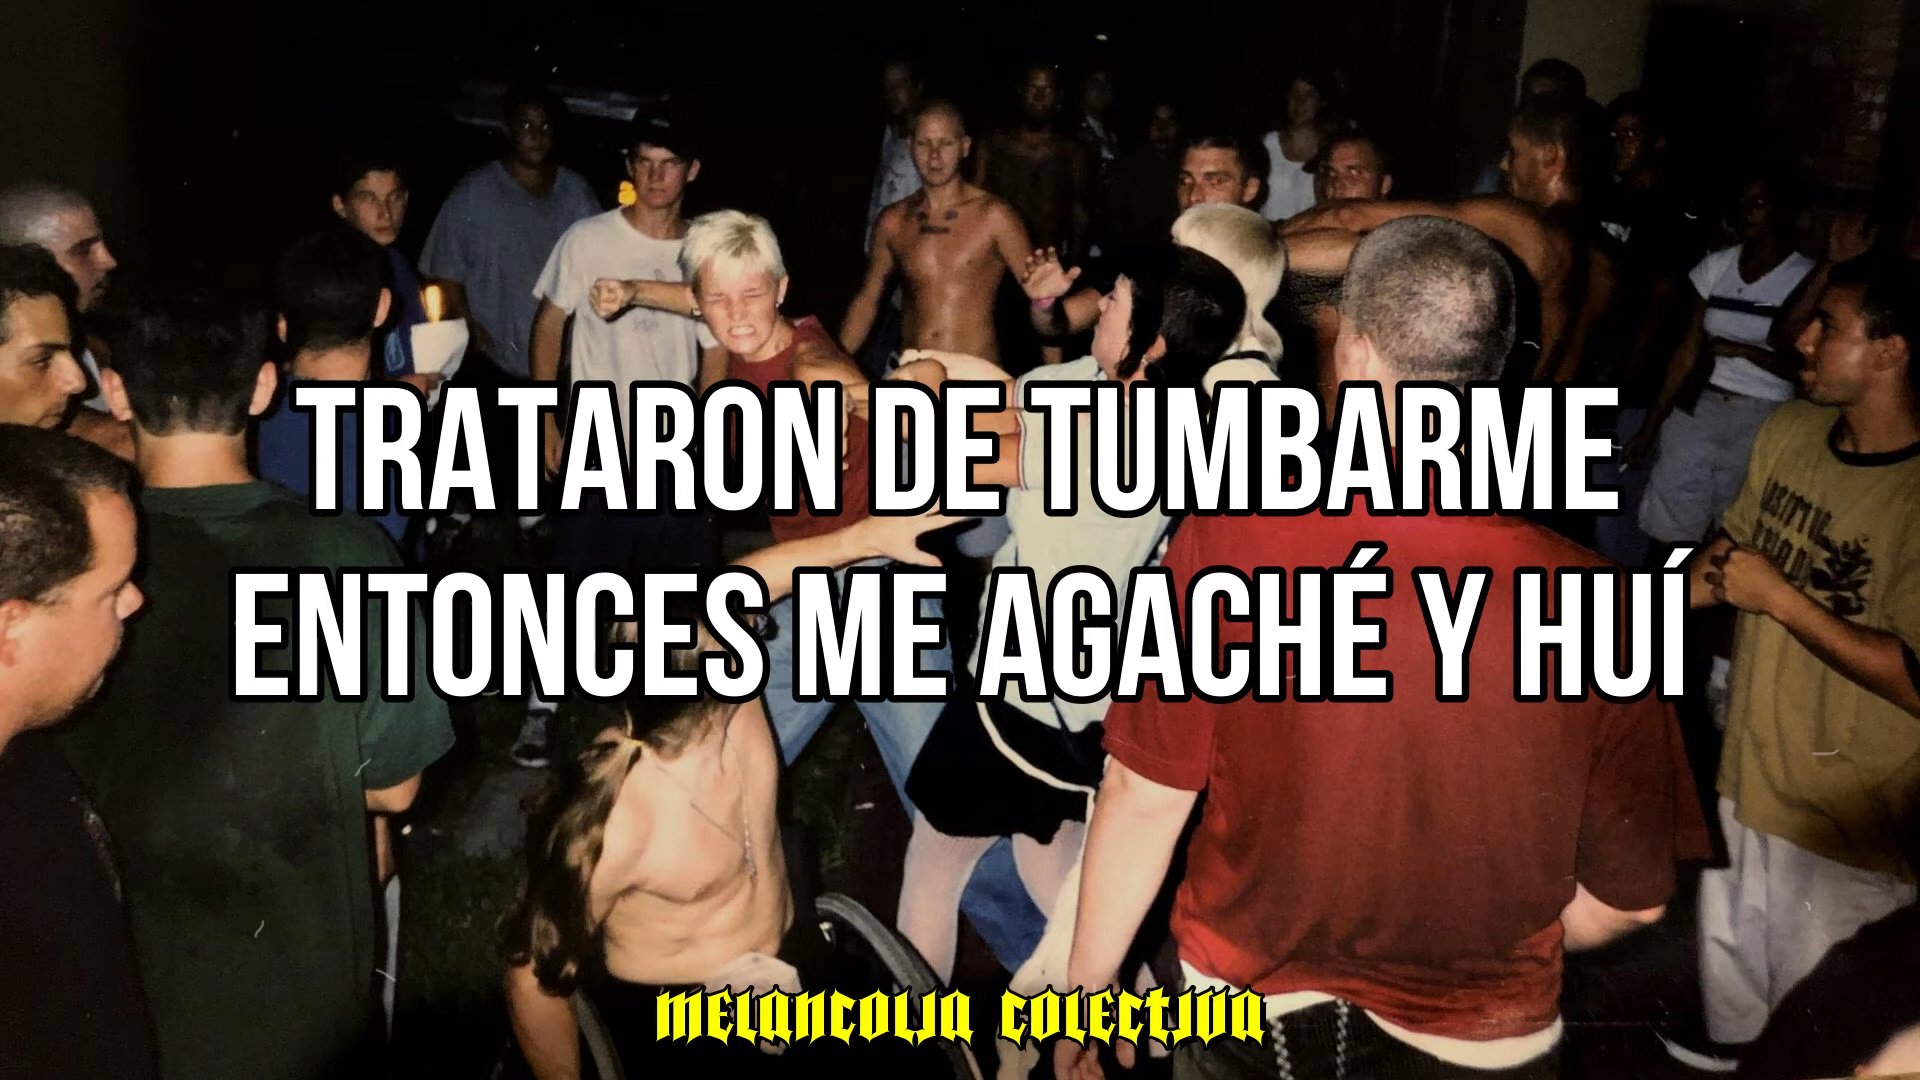 TRATARON DE TUMBARME
ENTONCES ME AGACHÉ Y HUÍ
MELANCOLIA COLECTIVA